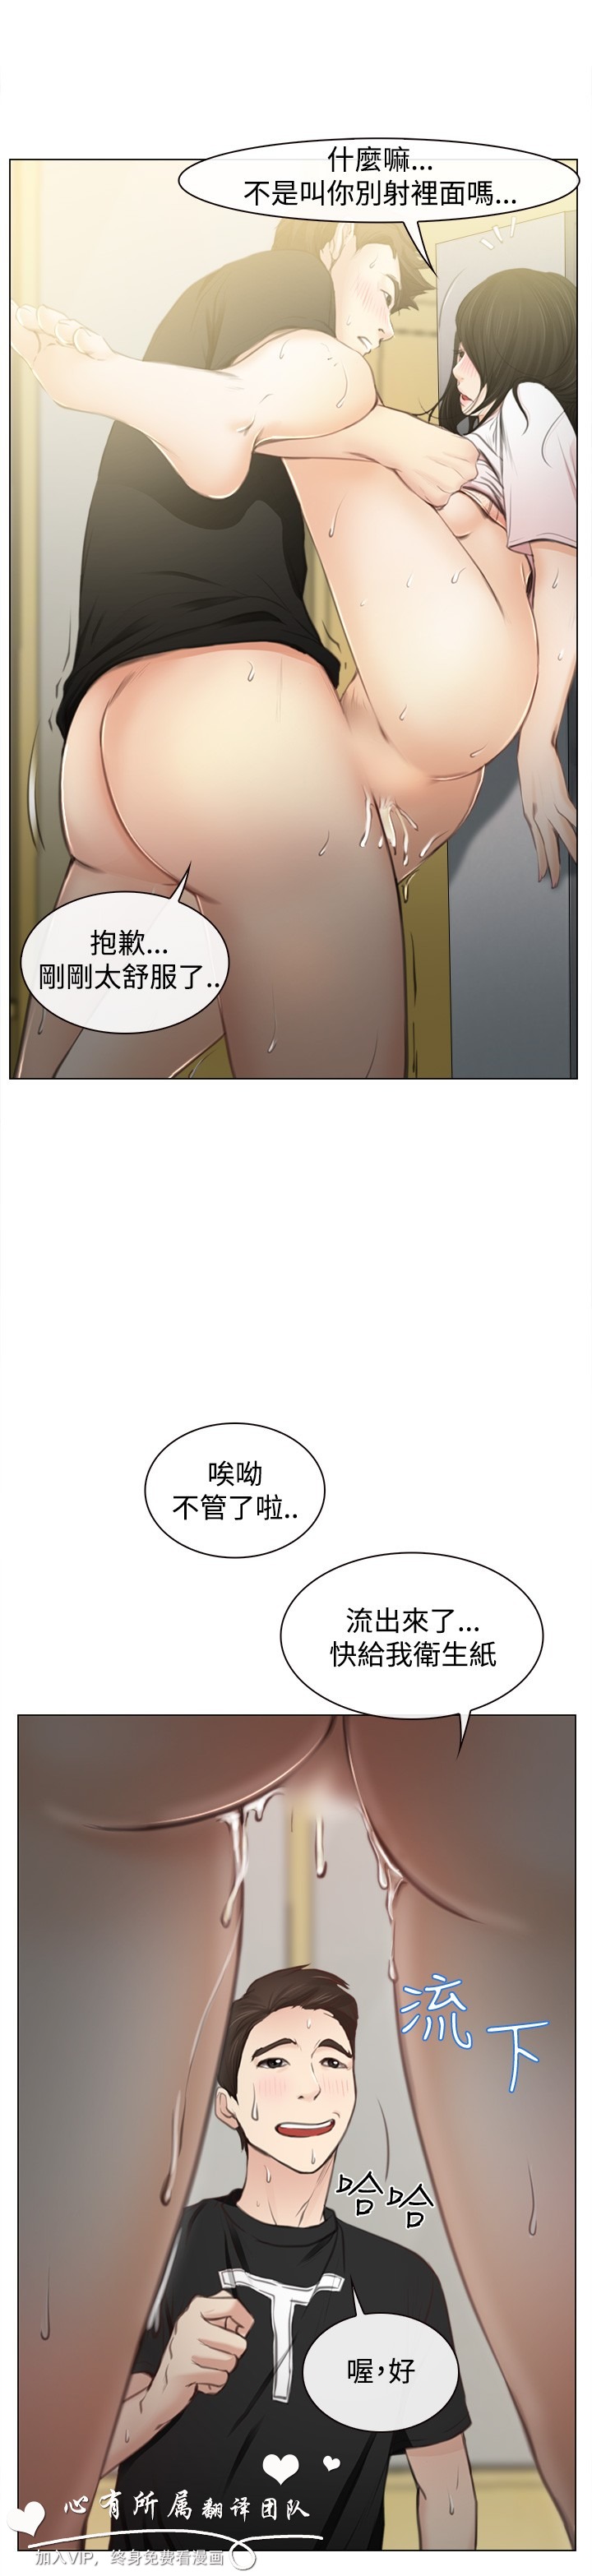 什麼嘛...
不是叫你別射裡面嗎...
抱歉...
剛剛太舒服了..
唉呦
不管了啦..
流出來了...
快給我衛生紙
流下
哈哈
喔,好
心有所属翻译团队
加入VIP，终身免费看漫画